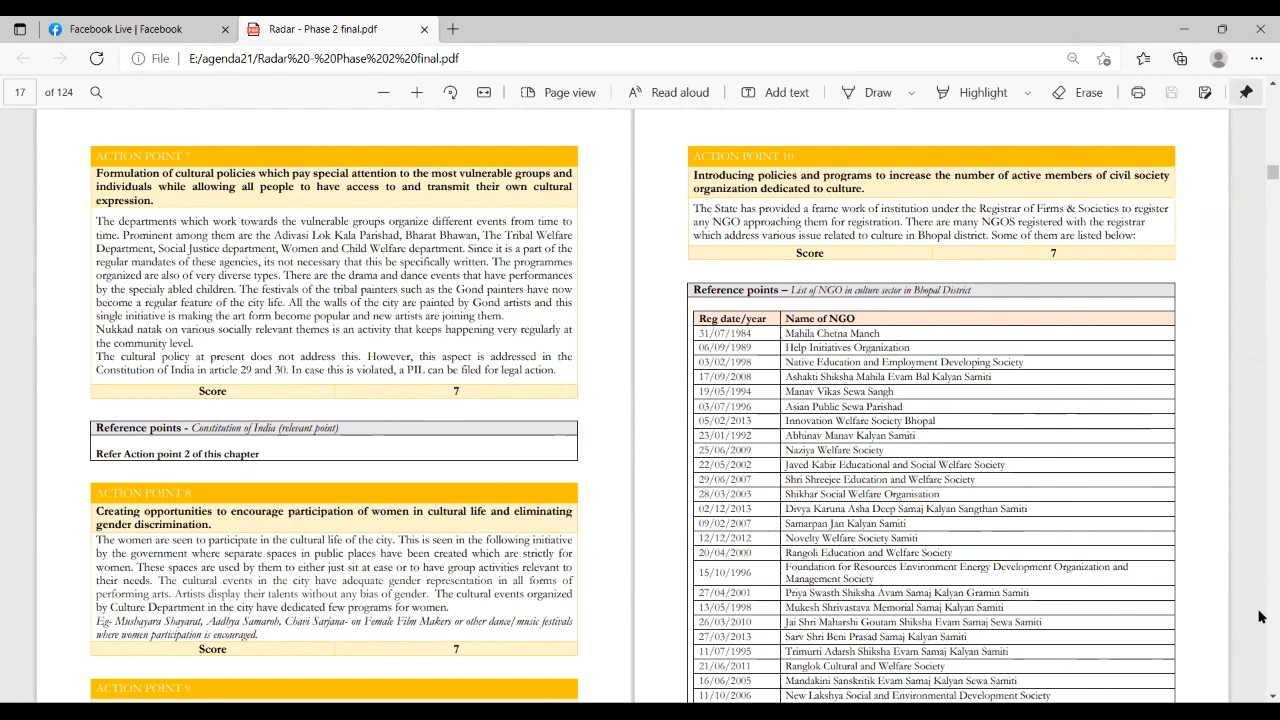 Facebook Live | Facebook
Radar - Phase 2 final.pdf
File
E:/agenda21/Radar%20-%20Phase%202%20final.pdf
17 of 124
Page view
Read aloud
Add text
Draw
Highlight
Erase
ACTION POINT 7
Formulation of cultural policies which pay special attention to the most vulnerable groups and
individuals while allowing all people to have access to and transmit their own cultural
expression.
The departments which work towards the vulnerable groups organize different events from time to
time. Prominent among them are the Adivasi Lok Kala Parishad, Bharat Bhawan, The Tribal Welfare
Department, Social Justice department, Women and Child Welfare department. Since it is a part of the
regular mandates of these agencies, its not necessary that this be specifically written. The programmes
organized are also of very diverse types. There are the drama and dance events that have performances
by the specialy abled children. The festivals of the tribal painters such as the Gond painters have now
become a regular feature of the city life. All the walls of the city are painted by Gond artists and this
single initiative is making the art form become popular and new artists are joining them.
Nukkad natak on various socially relevant themes is an activity that keeps happening very regularly at
the community level.
The cultural policy at present does not address this. However, this aspect is addressed in the
Constitution of India in article 29 and 30. In case this is violated, a PIL can be filed for legal action.
Score 7
Reference points - Constitution of India (relevant point)
Refer Action point 2 of this chapter
ACTION POINT 8
Creating opportunities to encourage participation of women in cultural life and eliminating
gender discrimination.
The women are seen to participate in the cultural life of the city. This is seen in the following initiative
by the government where separate spaces in public places have been created which are strictly for
women. These spaces are used by them to either just sit at ease or to have group activities relevant to
their needs. The cultural events in the city have adequate gender representation in all forms of
performing arts. Artists display their talents without any bias of gender. The cultural events organized
by Culture Department in the city have dedicated few programs for women.
Eg- Mushayara Shayarat, Aadhya Samaroh, Chavi Sarjana- on Female Film Makers or other dance/music festivals
where women participation is encouraged.
Score 7
ACTION POINT 9
ACTION POINT 10
Introducing policies and programs to increase the number of active members of civil society
organization dedicated to culture.
The State has provided a frame work of institution under the Registrar of Firms & Societies to register
any NGO approaching them for registration. There are many NGOS registered with the registrar
which address various issue related to culture in Bhopal district. Some of them are listed below:
Score 7
Reference points – List of NGO in culture sector in Bhopal District
Reg date/year Name of NGO
31/07/1984 Mahila Chetna Manch
06/09/1989 Help Initiatives Organization
03/02/1998 Native Education and Employment Developing Society
17/09/2008 Ashakti Shiksha Mahila Evam Bal Kalyan Samiti
19/05/1994 Manav Vikas Sewa Sangh
03/07/1996 Asian Public Sewa Parishad
05/02/2013 Innovation Welfare Society Bhopal
23/01/1992 Abhinav Manav Kalyan Samiti
25/06/2009 Naziya Welfare Society
22/05/2002 Javed Kabir Educational and Social Welfare Society
29/06/2007 Shri Shreejee Education and Welfare Society
28/03/2003 Shikhar Social Welfare Organisation
02/12/2013 Divya Karuna Asha Deep Samaj Kalyan Sangthan Samiti
09/02/2007 Samarpan Jan Kalyan Samiti
12/12/2012 Novelty Welfare Society Samiti
20/04/2000 Rangoli Education and Welfare Society
15/10/1996 Foundation for Resources Environment Energy Development Organization and
Management Society
27/04/2001 Priya Swasth Shiksha Avam Samaj Kalyan Gramin Samiti
13/05/1998 Mukesh Shrivastava Memorial Samaj Kalyan Samiti
26/03/2010 Jai Shri Maharshi Goutam Shiksha Evam Samaj Sewa Samiti
27/03/2013 Sarv Shri Beni Prasad Samaj Kalyan Samiti
11/07/1995 Trimurti Adarsh Shiksha Evam Samaj Kalyan Samiti
21/06/2011 Ranglok Cultural and Welfare Society
16/06/2005 Mandakini Sanskritik Evam Samaj Kalyan Sewa Samiti
11/10/2006 New Lakshya Social and Environmental Development Society